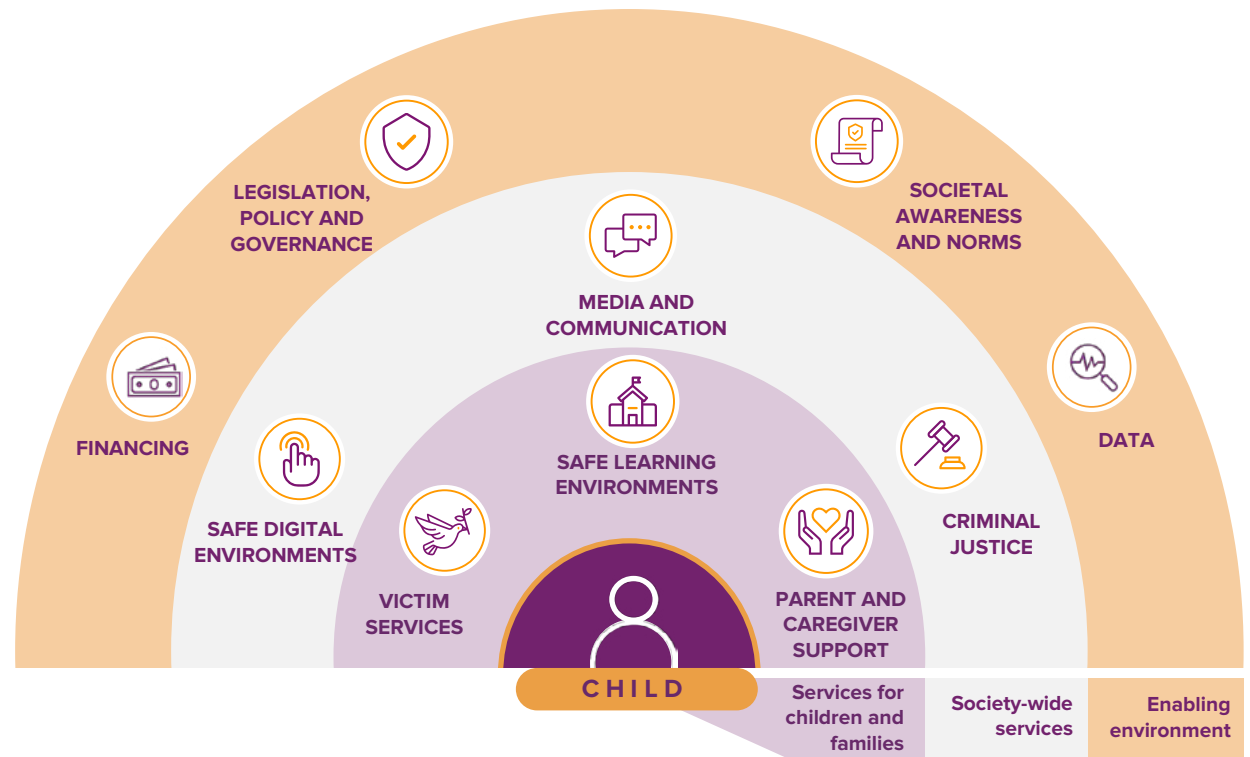 LEGISLATION,
POLICY AND
GOVERNANCE
SOCIETAL
AWARENESS
AND NORMS
MEDIA AND
COMMUNICATION
FINANCING
DATA
SAFE LEARNING
ENVIRONMENTS
SAFE DIGITAL
ENVIRONMENTS
CRIMINAL
JUSTICE
VICTIM
SERVICES
PARENT AND
CAREGIVER
SUPPORT
CHILD
Services for
children and
families
Society-wide
services
Enabling
environment